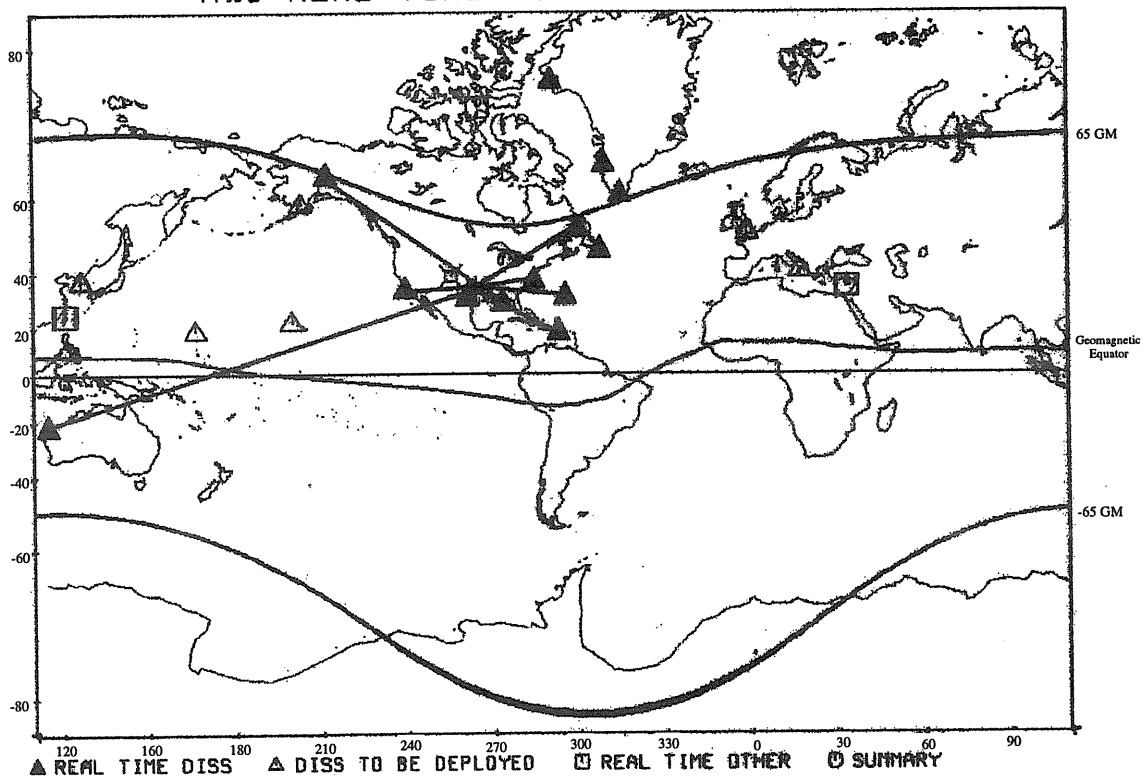 80
65 GM
60
40
20
Geomagnetic
Equator
0
-20
-40
-65 GM
-60
-80
120 160 210 240 270 300 330 0 30 60 90
REAL TIME DISS DISS TO BE DEPLOYED REAL TIME OTHER SUMMARY